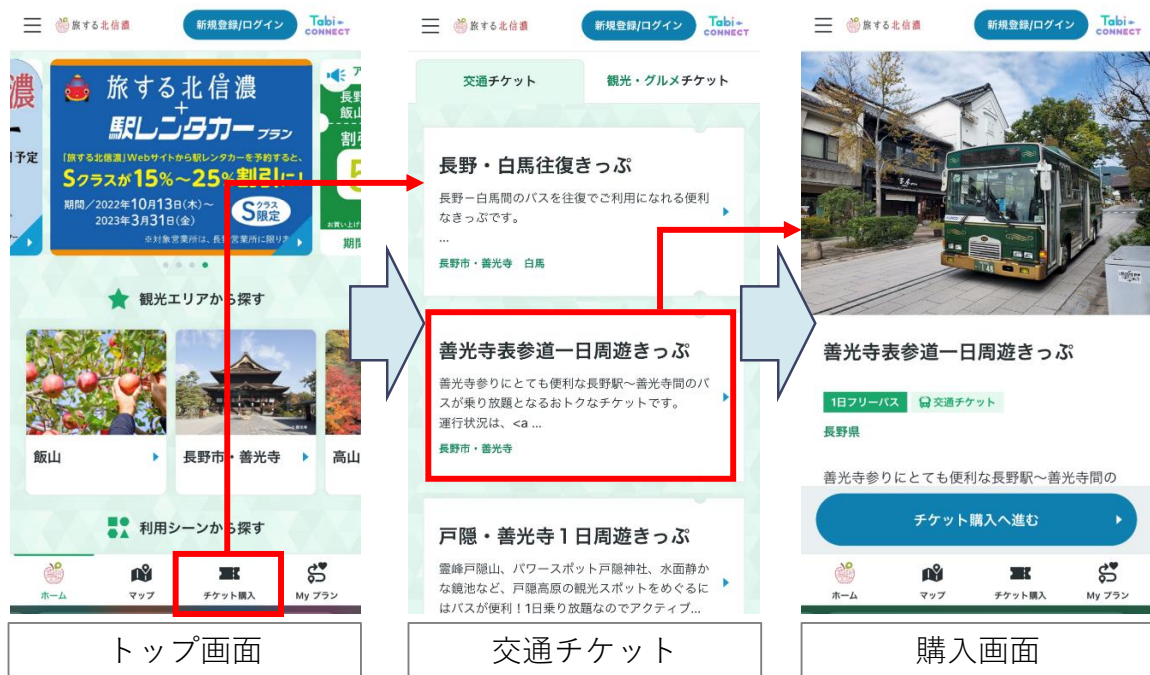 旅する北信濃
新規登録/ログイン
Tabi
CONNECT
濃
予定
旅する北信濃
+
駅レンタカープラン
「旅する北信濃」Webサイトから駅レンタカーを予約すると、
Sクラスが15%~25%割引に!
期間/2022年10月13日(木)~
2023年3月31日(金)
Sクラス限定
※対象営業所は、長野営業所に限ります
長野
飯山
割引
期間
観光エリアから探す
飯山
長野市・善光寺
高山
利用シーンから探す
ホーム
マップ
チケット購入
My プラン
トップ画面
旅する北信濃
新規登録/ログイン
Tabi
CONNECT
交通チケット
観光・グルメチケット
長野・白馬往復きっぷ
長野ー白馬間のバスを往復でご利用になれる便利
なきっぷです。
...
長野市・善光寺 白馬
善光寺表参道一日周遊きっぷ
善光寺参りにとても便利な長野駅~善光寺間のバ
スが乗り放題となるおトクなチケットです。
運行状況は、<a ...
長野市・善光寺
戸隠・善光寺1日周遊きっぷ
霊峰戸隠山、パワースポット戸隠神社、水面静か
な鏡池など、戸隠高原の観光スポットをめぐるに
はバスが便利!1日乗り放題なのでアクティブ...
交通チケット
旅する北信濃
新規登録/ログイン
Tabi
CONNECT
善光寺表参道一日周遊きっぷ
1日フリーパス
交通チケット
長野県
善光寺参りにとても便利な長野駅~善光寺間の
チケット購入へ進む
ホーム
マップ
チケット購入
My プラン
購入画面